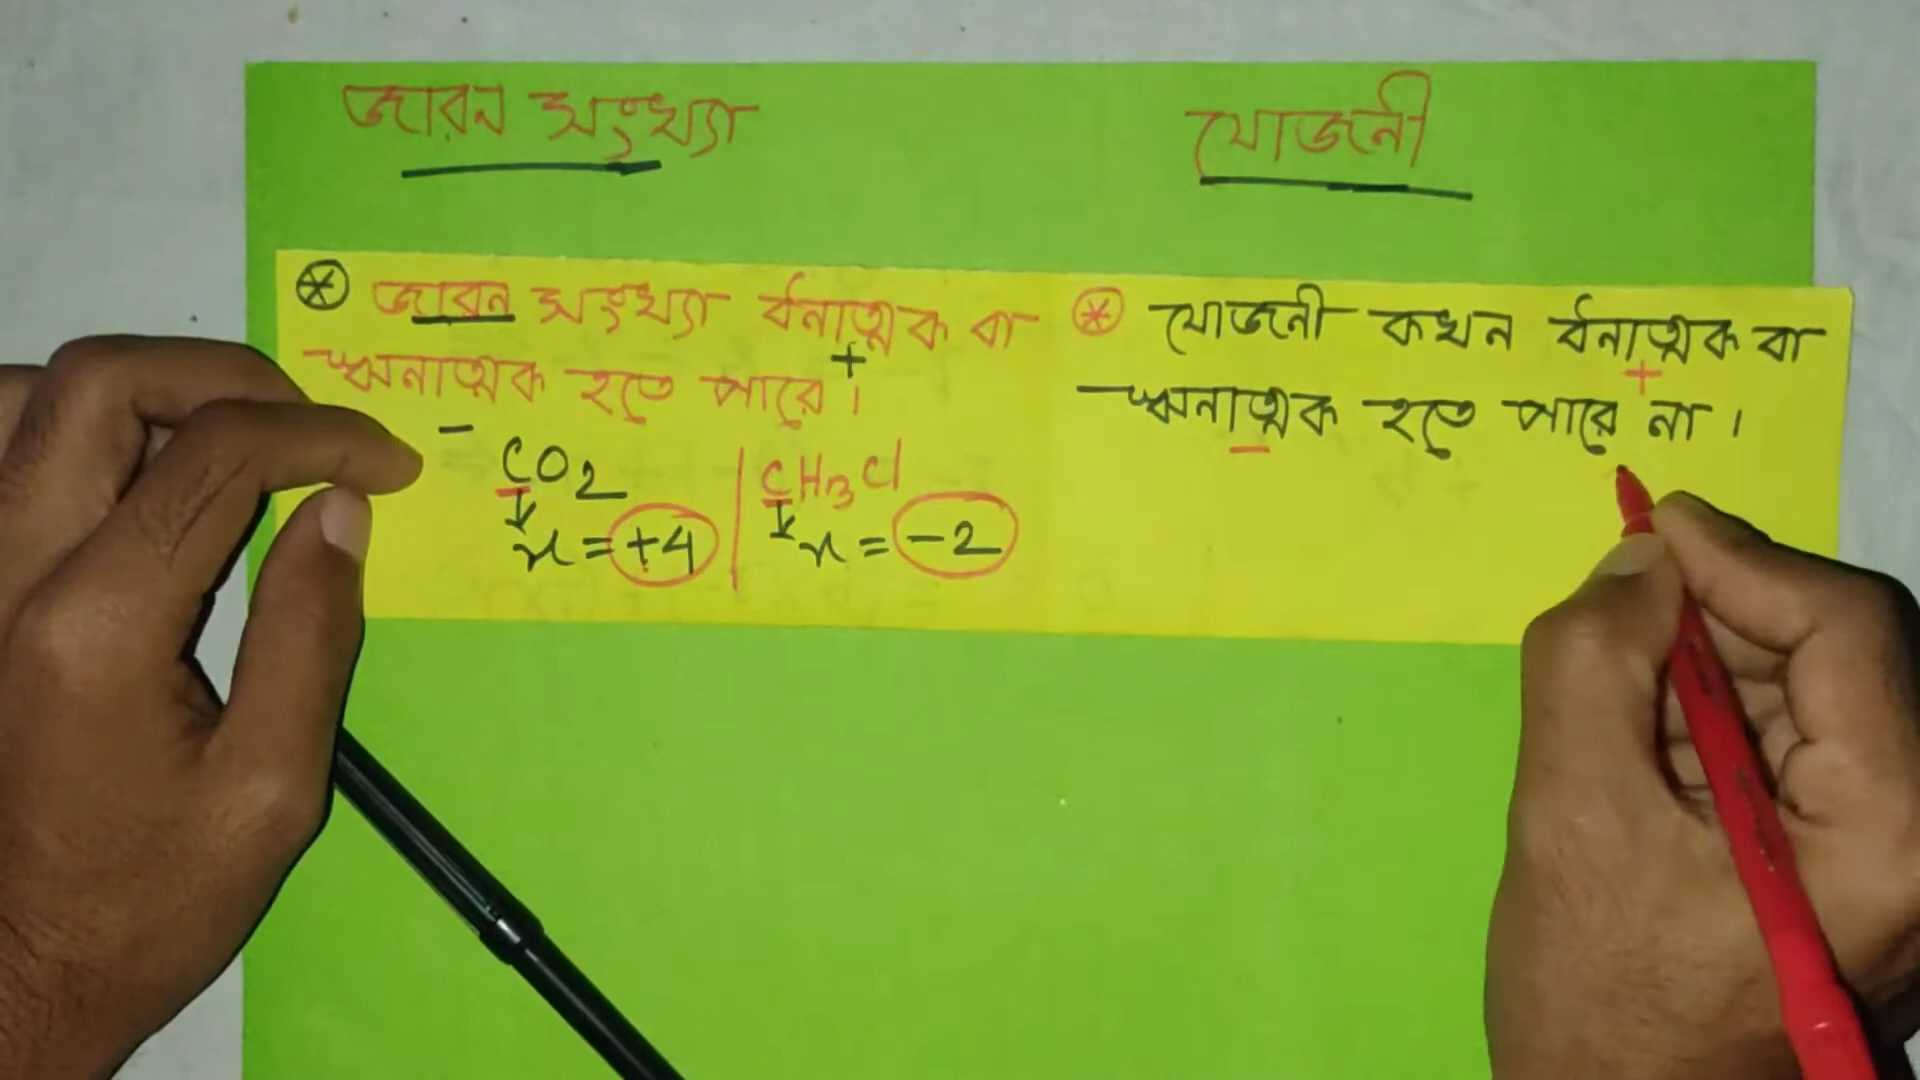 জারন সংখ্যা
যোজনী
* জারন সংখ্যা র্ধনাত্মক বা
+
ঋনাত্মক হতে পারে।
-
CO2 | CH3Cl
x = +4 | x = -2
* যোজনী কখন র্ধনাত্মক বা
+
ঋনাত্মক হতে পারে না।
-